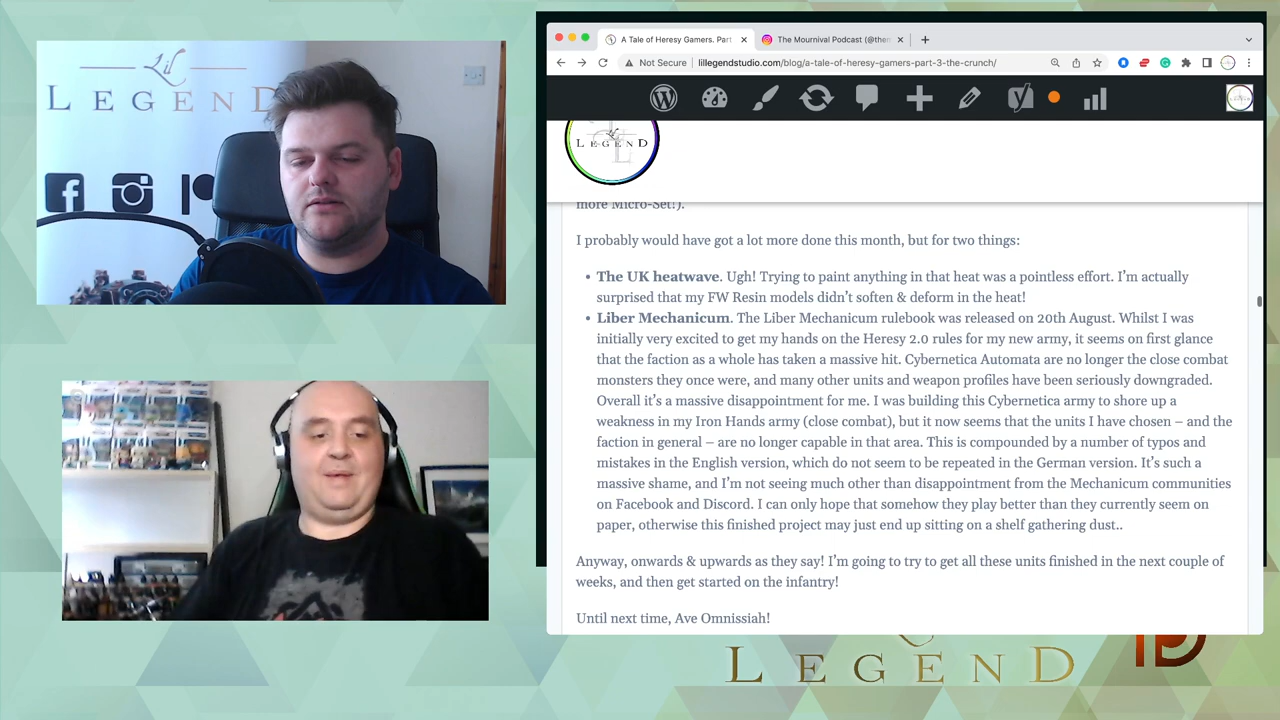 Lil
LEGEND
A Tale of Heresy Gamers. Part
The Mournival Podcast (@then
Not Secure
lillegendstudio.com/blog/a-tale-of-heresy-gamers-part-3-the-crunch/
LEGEND
more Micro-Set!).
I probably would have got a lot more done this month, but for two things:
• The UK heatwave. Ugh! Trying to paint anything in that heat was a pointless effort. I’m actually
surprised that my FW Resin models didn’t soften & deform in the heat!
• Liber Mechanicum. The Liber Mechanicum rulebook was released on 20th August. Whilst I was
initially very excited to get my hands on the Heresy 2.0 rules for my new army, it seems on first glance
that the faction as a whole has taken a massive hit. Cybernetica Automata are no longer the close combat
monsters they once were, and many other units and weapon profiles have been seriously downgraded.
Overall it’s a massive disappointment for me. I was building this Cybernetica army to shore up a
weakness in my Iron Hands army (close combat), but it now seems that the units I have chosen – and the
faction in general – are no longer capable in that area. This is compounded by a number of typos and
mistakes in the English version, which do not seem to be repeated in the German version. It’s such a
massive shame, and I’m not seeing much other than disappointment from the Mechanicum communities
on Facebook and Discord. I can only hope that somehow they play better than they currently seem on
paper, otherwise this finished project may just end up sitting on a shelf gathering dust..
Anyway, onwards & upwards as they say! I’m going to try to get all these units finished in the next couple of
weeks, and then get started on the infantry!
Until next time, Ave Omnissiah!
LEGEND